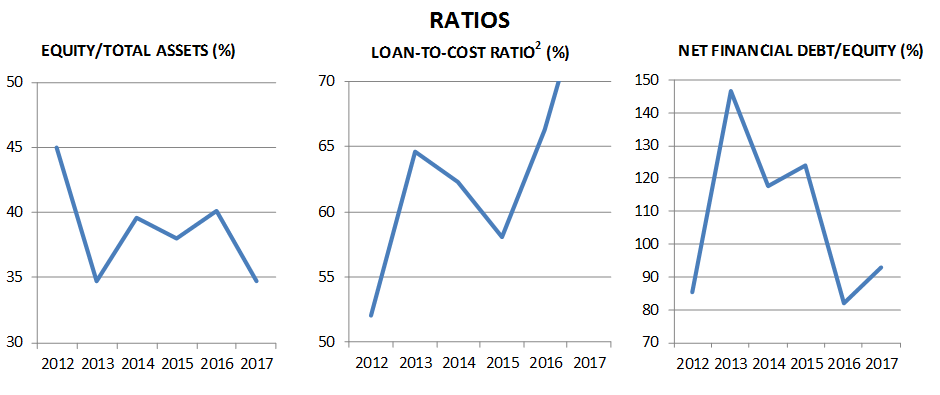 RATIOS
EQUITY/TOTAL ASSETS (%)
50
45
40
35
30
2012 2013 2014 2015 2016 2017
LOAN-TO-COST RATIO² (%)
70
65
60
55
50
2012 2013 2014 2015 2016 2017
NET FINANCIAL DEBT/EQUITY (%)
150
140
130
120
110
100
90
80
70
2012 2013 2014 2015 2016 2017